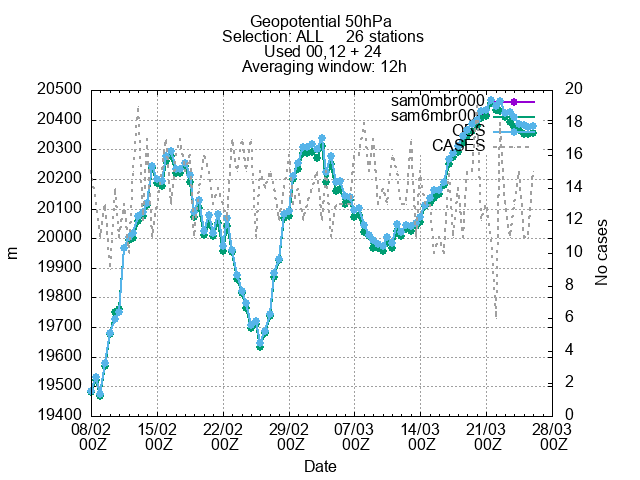 Geopotential 50hPa
Selection: ALL 26 stations
Used 00,12 + 24
Averaging window: 12h
20500
20400
20300
20200
20100
20000
19900
19800
19700
19600
19500
19400
m
20
18
16
14
12
10
8
6
4
2
0
No cases
sam0mbr000
sam6mbr000
OBS
CASES
08/02 15/02 22/02 29/02 07/03 14/03 21/03 28/03
00Z 00Z 00Z 00Z 00Z 00Z 00Z 00Z
Date